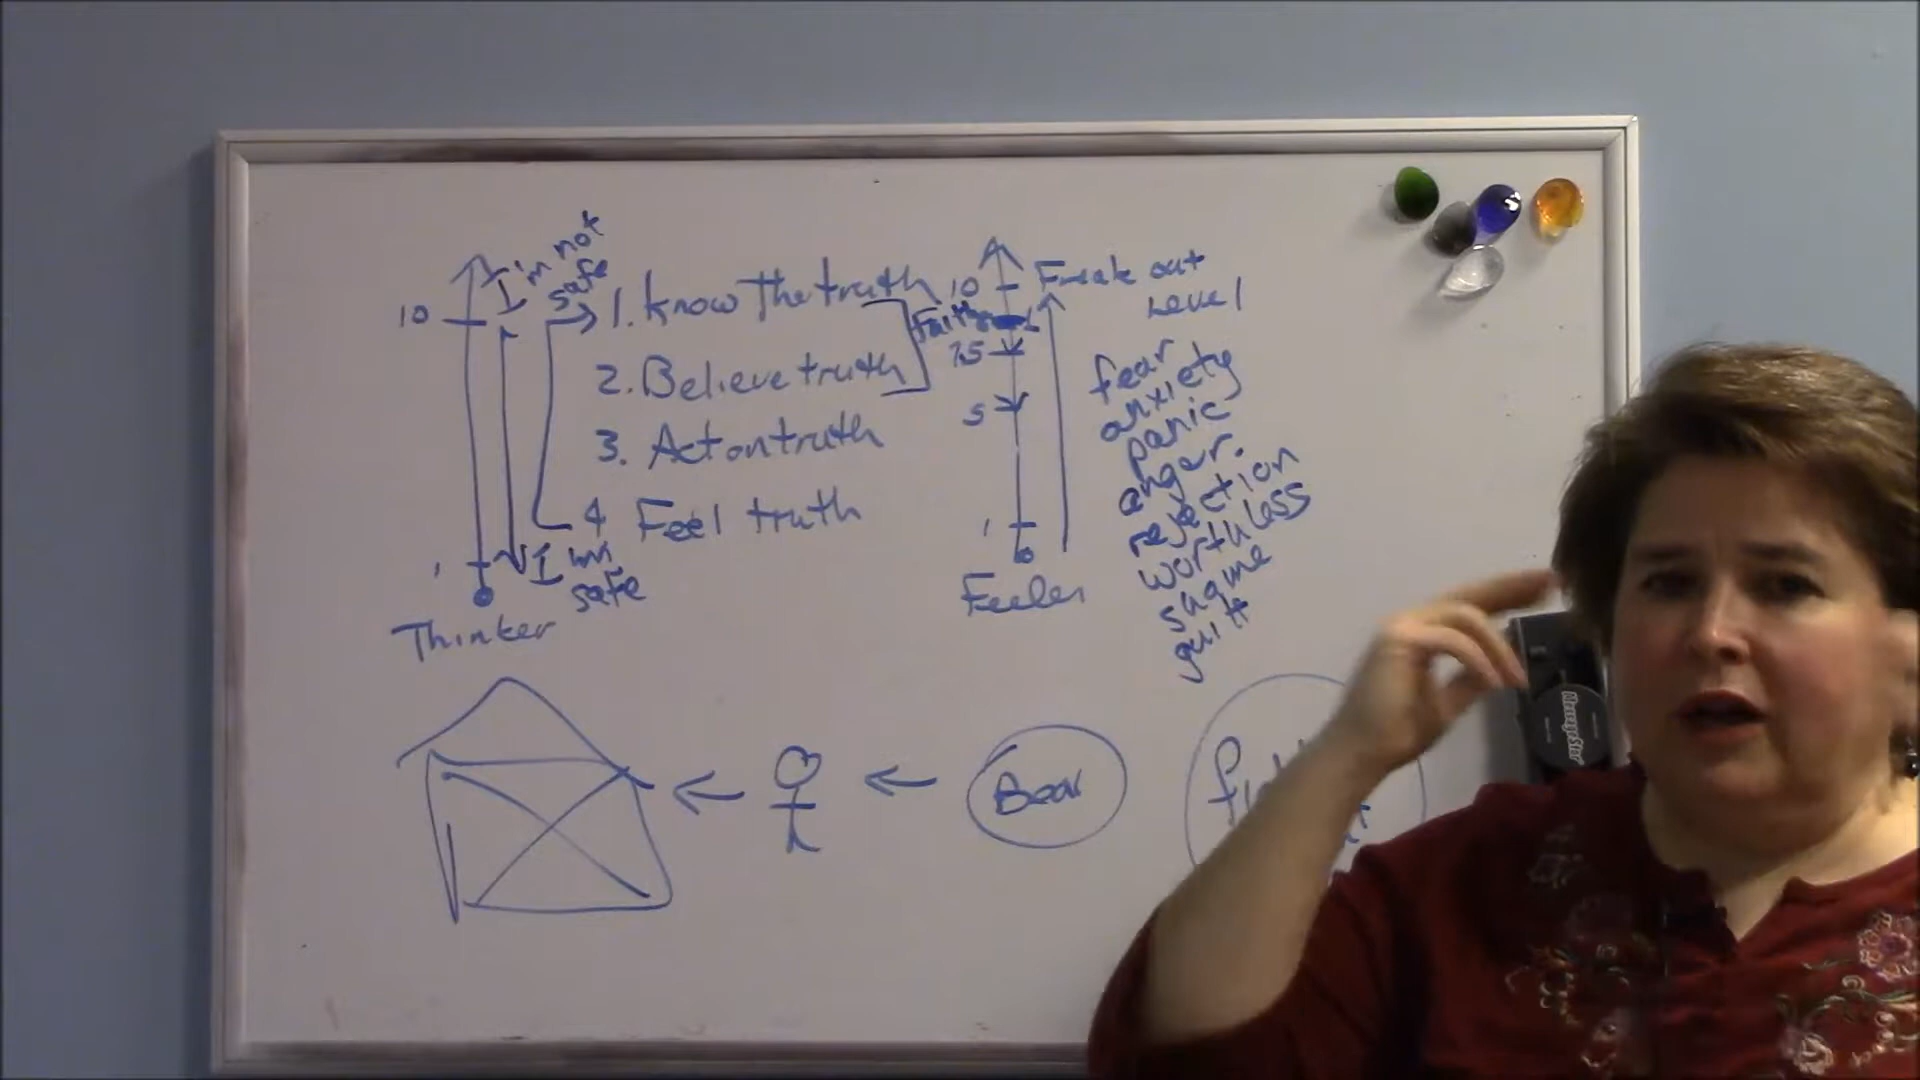 I'm not
safe
10
1. know The truth
2. Believe truth
3. Act on truth
4 Feel truth
1
I am
safe
Thinker
10
Freak out
Level
Faith
7.5
5
1
Feeler
fear
anxiety
panic
anger.
rejection
worthless
shame
guilt
Bear
MessageStor